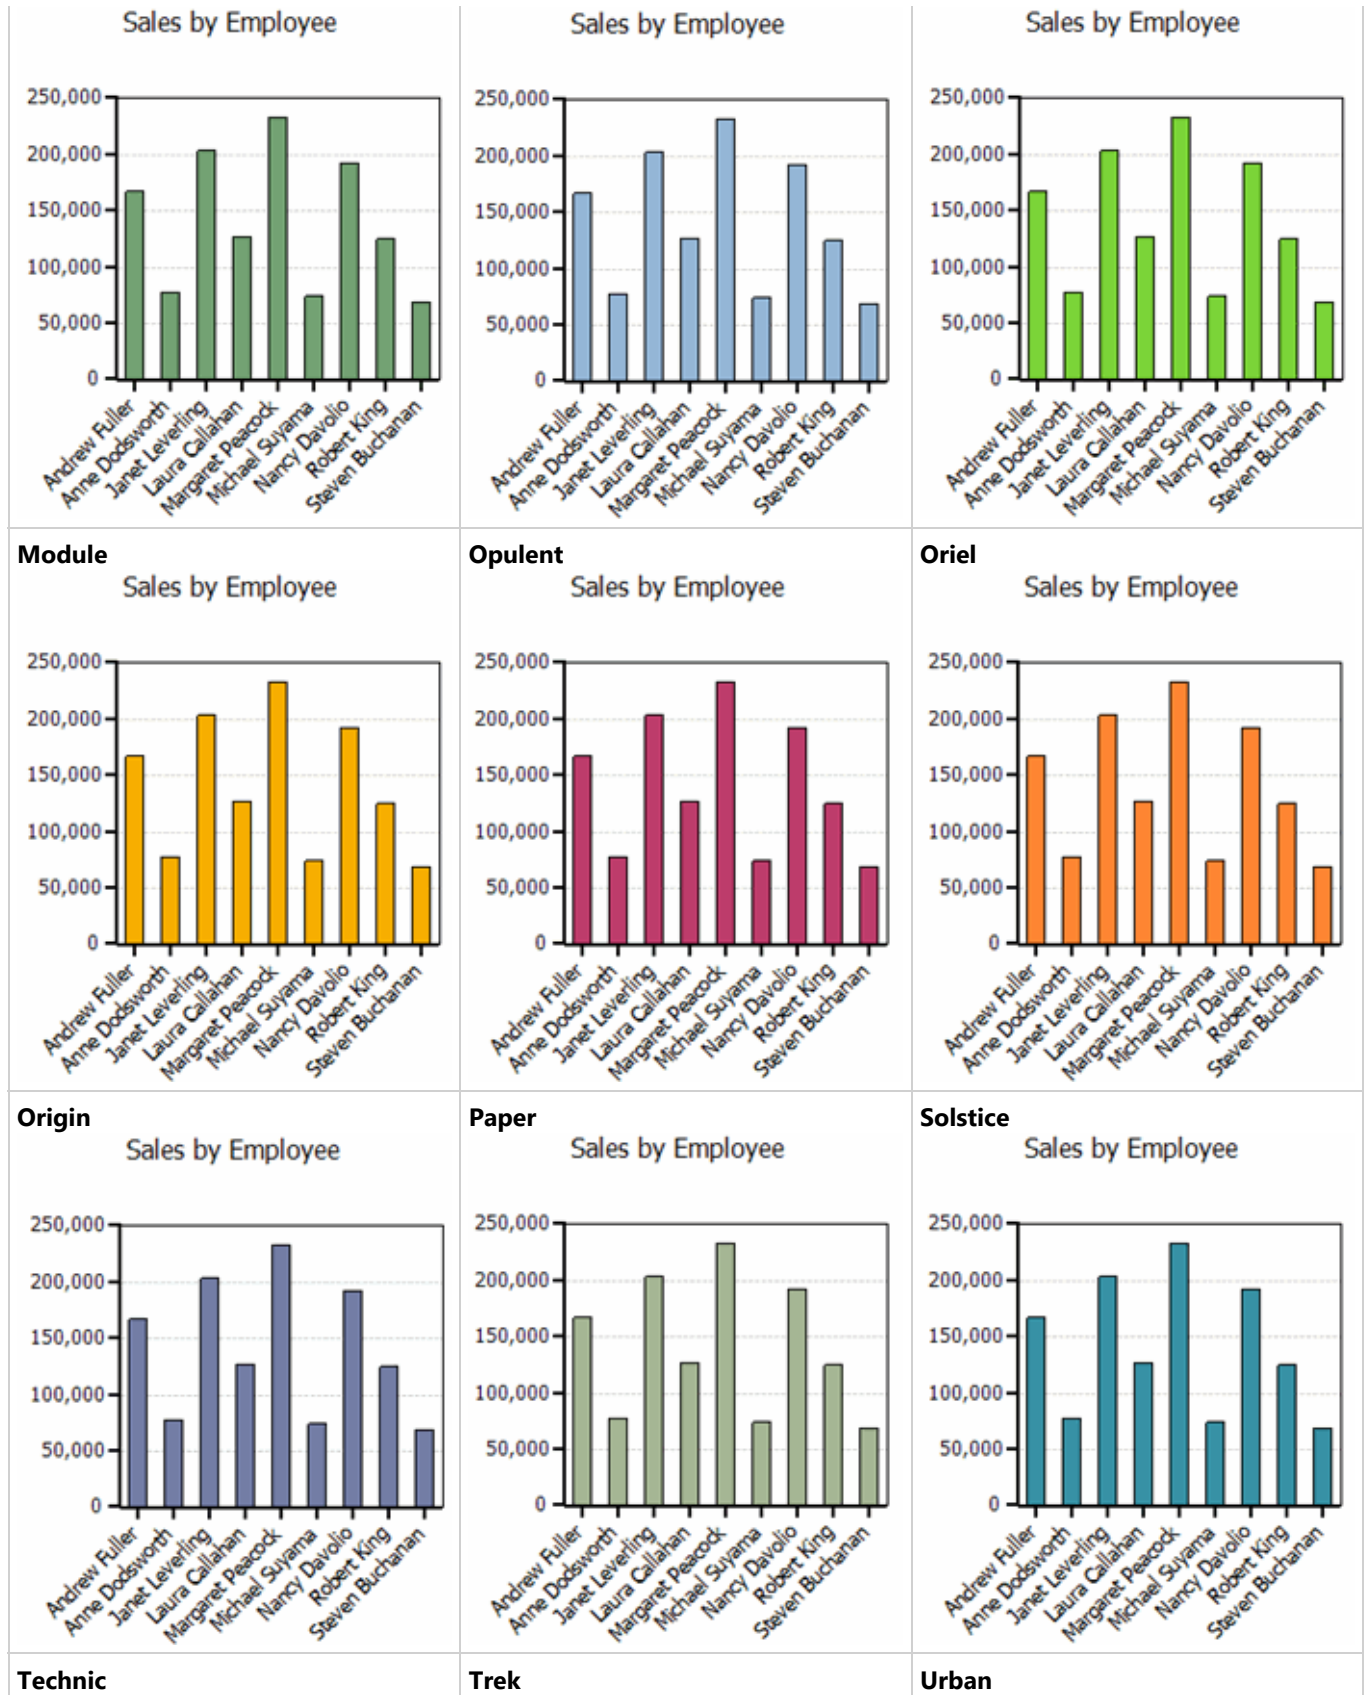 Sales by Employee
250,000
200,000
150,000
100,000
50,000
0
Andrew Fuller
Anne Dodsworth
Janet Leverling
Laura Callahan
Margaret Peacock
Michael Suyama
Nancy Davolio
Robert King
Steven Buchanan
Sales by Employee
250,000
200,000
150,000
100,000
50,000
0
Andrew Fuller
Anne Dodsworth
Janet Leverling
Laura Callahan
Margaret Peacock
Michael Suyama
Nancy Davolio
Robert King
Steven Buchanan
Sales by Employee
250,000
200,000
150,000
100,000
50,000
0
Andrew Fuller
Anne Dodsworth
Janet Leverling
Laura Callahan
Margaret Peacock
Michael Suyama
Nancy Davolio
Robert King
Steven Buchanan
Module
Sales by Employee
250,000
200,000
150,000
100,000
50,000
0
Andrew Fuller
Anne Dodsworth
Janet Leverling
Laura Callahan
Margaret Peacock
Michael Suyama
Nancy Davolio
Robert King
Steven Buchanan
Opulent
Sales by Employee
250,000
200,000
150,000
100,000
50,000
0
Andrew Fuller
Anne Dodsworth
Janet Leverling
Laura Callahan
Margaret Peacock
Michael Suyama
Nancy Davolio
Robert King
Steven Buchanan
Oriel
Sales by Employee
250,000
200,000
150,000
100,000
50,000
0
Andrew Fuller
Anne Dodsworth
Janet Leverling
Laura Callahan
Margaret Peacock
Michael Suyama
Nancy Davolio
Robert King
Steven Buchanan
Origin
Sales by Employee
250,000
200,000
150,000
100,000
50,000
0
Andrew Fuller
Anne Dodsworth
Janet Leverling
Laura Callahan
Margaret Peacock
Michael Suyama
Nancy Davolio
Robert King
Steven Buchanan
Paper
Sales by Employee
250,000
200,000
150,000
100,000
50,000
0
Andrew Fuller
Anne Dodsworth
Janet Leverling
Laura Callahan
Margaret Peacock
Michael Suyama
Nancy Davolio
Robert King
Steven Buchanan
Solstice
Sales by Employee
250,000
200,000
150,000
100,000
50,000
0
Andrew Fuller
Anne Dodsworth
Janet Leverling
Laura Callahan
Margaret Peacock
Michael Suyama
Nancy Davolio
Robert King
Steven Buchanan
Technic
Trek
Urban